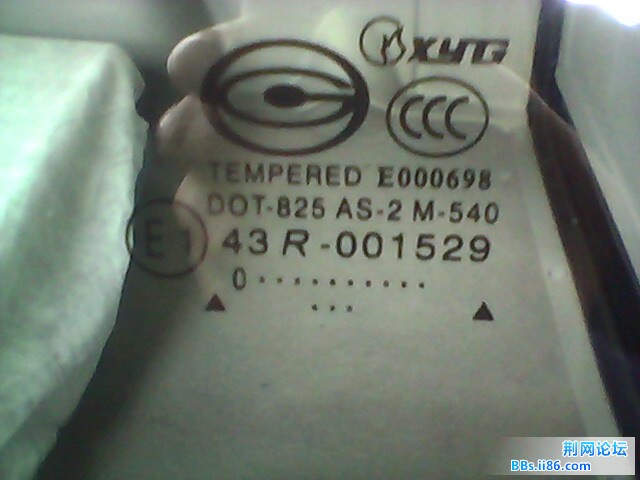 XYG
CCC
TEMPERED E000698
DOT-825 AS-2 M-540
E1 43R-001529
0··········
···
荆网论坛
BBs.ii86.com